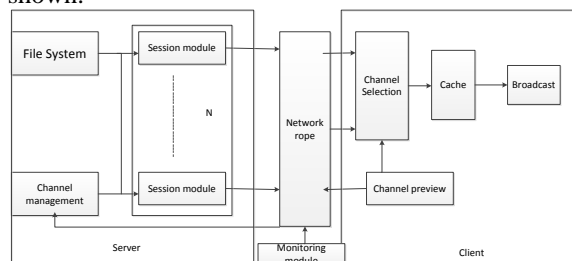 shown.
File System
Session module
N
Session module
Channel
management
Server
Network
rope
Monitoring
module
Channel
Selection
Cache
Broadcast
Channel preview
Client